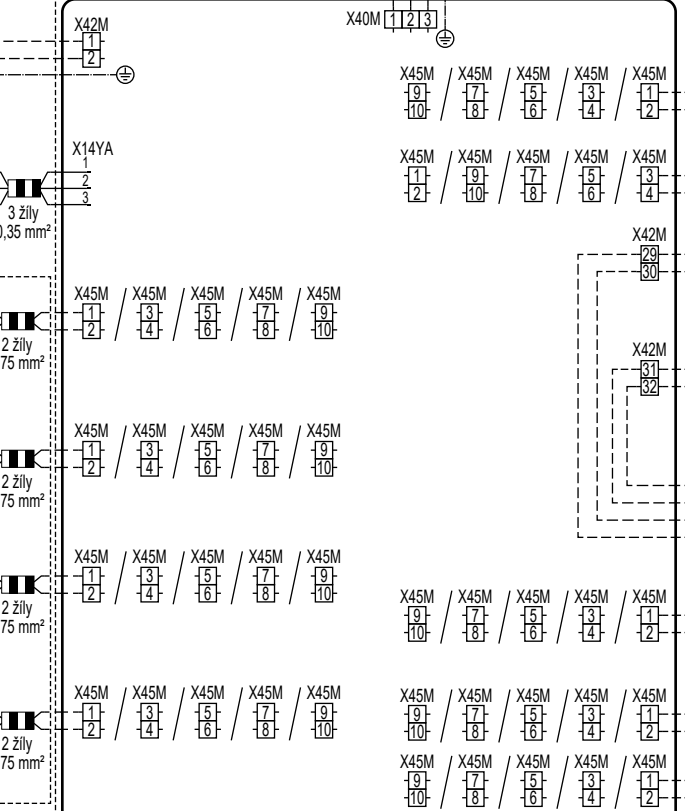 X40M 1 2 3
X42M
1
2
X45M / X45M / X45M / X45M / X45M
9 7 5 3 1
10 8 6 4 2
X14YA
1
2
3
3 žíly
0,35 mm²
X45M / X45M / X45M / X45M / X45M
1 9 7 5 3
2 10 8 6 4
X42M
29
30
X45M / X45M / X45M / X45M / X45M
1 3 5 7 9
2 4 6 8 10
2 žíly
75 mm²
X42M
31
32
X45M / X45M / X45M / X45M / X45M
1 3 5 7 9
2 4 6 8 10
2 žíly
75 mm²
X45M / X45M / X45M / X45M / X45M
1 3 5 7 9
2 4 6 8 10
2 žíly
75 mm²
X45M / X45M / X45M / X45M / X45M
9 7 5 3 1
10 8 6 4 2
X45M / X45M / X45M / X45M / X45M
1 3 5 7 9
2 4 6 8 10
2 žíly
75 mm²
X45M / X45M / X45M / X45M / X45M
9 7 5 3 1
10 8 6 4 2
X45M / X45M / X45M / X45M / X45M
9 7 5 3 1
10 8 6 4 2